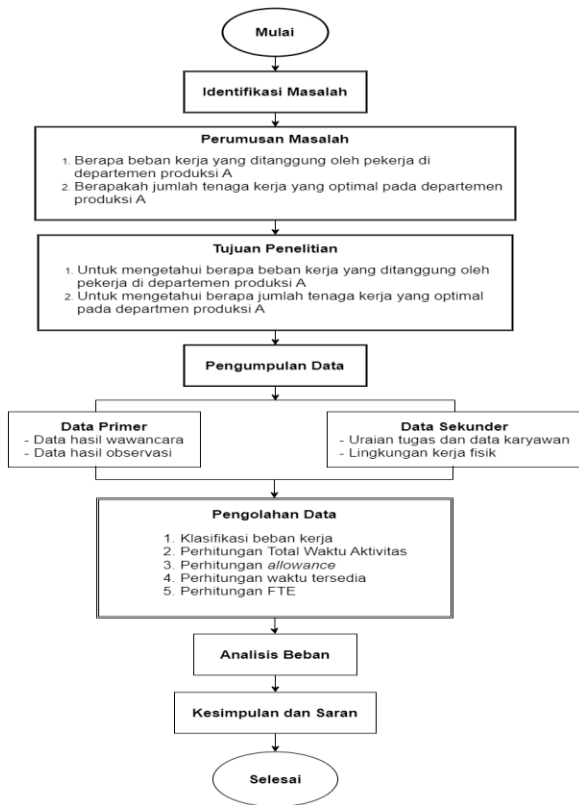 Mulai
Identifikasi Masalah
Perumusan Masalah
1. Berapa beban kerja yang ditanggung oleh pekerja di
departemen produksi A
2. Berapakah jumlah tenaga kerja yang optimal pada departemen
produksi A
Tujuan Penelitian
1. Untuk mengetahui berapa beban kerja yang ditanggung oleh
pekerja di departemen produksi A
2. Untuk mengetahui berapa jumlah tenaga kerja yang optimal
pada departmen produksi A
Pengumpulan Data
Data Primer
- Data hasil wawancara
- Data hasil observasi
Data Sekunder
- Uraian tugas dan data karyawan
- Lingkungan kerja fisik
Pengolahan Data
1. Klasifikasi beban kerja
2. Perhitungan Total Waktu Aktivitas
3. Perhitungan allowance
4. Perhitungan waktu tersedia
5. Perhitungan FTE
Analisis Beban
Kesimpulan dan Saran
Selesai